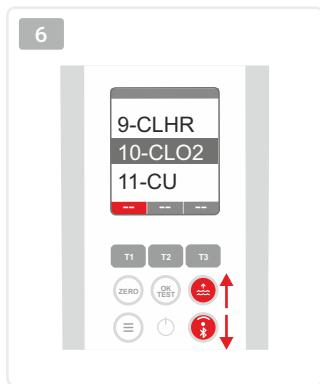 6
9-CLHR
10-CLO2
11-CU
-- -- --
T1 T2 T3
ZERO OK TEST